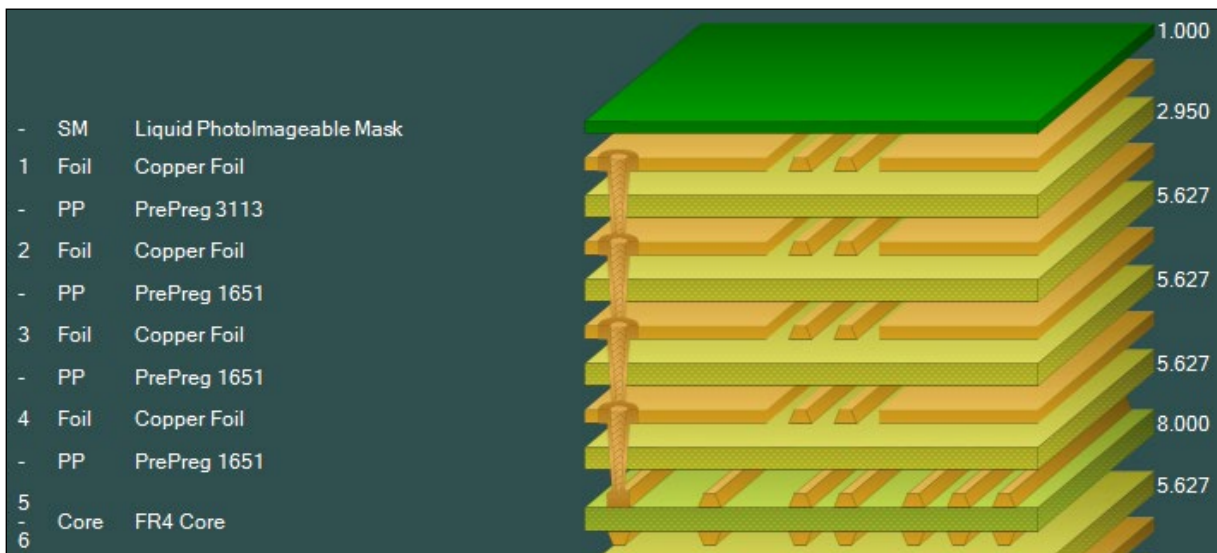 1.000
2.950
- SM Liquid PhotoImageable Mask
1 Foil Copper Foil
5.627
- PP PrePreg 3113
2 Foil Copper Foil
5.627
- PP PrePreg 1651
3 Foil Copper Foil
5.627
- PP PrePreg 1651
4 Foil Copper Foil
8.000
- PP PrePreg 1651
5.627
5
- Core FR4 Core
6